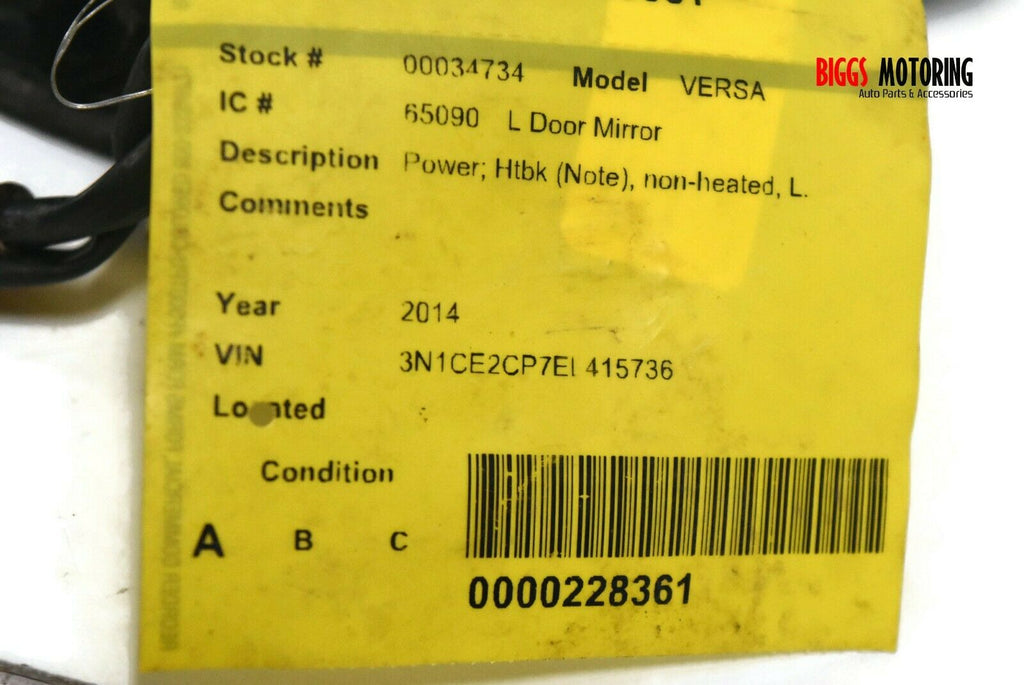 Stock # 00034734 Model VERSA
BIGGS MOTORING
Auto Parts & Accessories
IC # 65090 L Door Mirror
Description Power; Htbk (Note), non-heated, L.
Comments
Year 2014
VIN 3N1CE2CP7EL415736
Located
Condition
A B C
0000228361